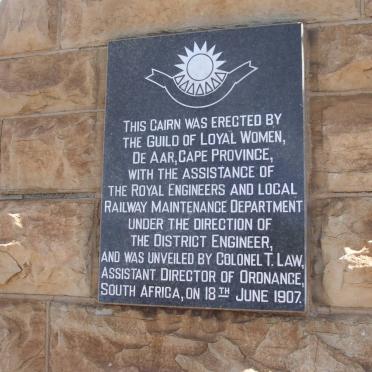 THIS CAIRN WAS ERECTED BY
THE GUILD OF LOYAL WOMEN,
DE AAR, CAPE PROVINCE,
WITH THE ASSISTANCE OF
THE ROYAL ENGINEERS AND LOCAL
RAILWAY MAINTENANCE DEPARTMENT
UNDER THE DIRECTION OF
THE DISTRICT ENGINEER,
AND WAS UNVEILED BY COLONEL T. LAW,
ASSISTANT DIRECTOR OF ORDNANCE,
SOUTH AFRICA, ON 18TH JUNE 1907.